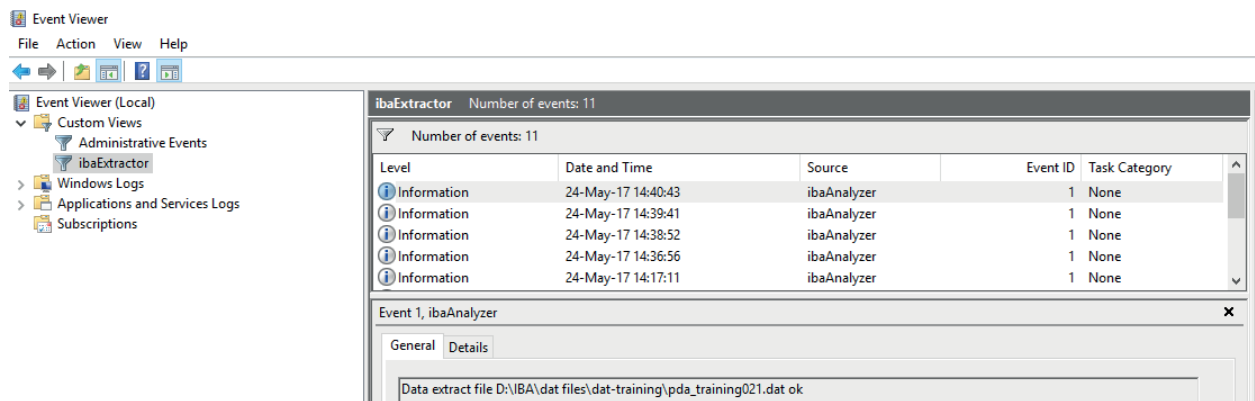 Event Viewer
File Action View Help
Event Viewer (Local)
Custom Views
Administrative Events
ibaExtractor
Windows Logs
Applications and Services Logs
Subscriptions
ibaExtractor Number of events: 11
Number of events: 11
Level Date and Time Source Event ID Task Category
Information 24-May-17 14:40:43 ibaAnalyzer 1 None
Information 24-May-17 14:39:41 ibaAnalyzer 1 None
Information 24-May-17 14:38:52 ibaAnalyzer 1 None
Information 24-May-17 14:36:56 ibaAnalyzer 1 None
Information 24-May-17 14:17:11 ibaAnalyzer 1 None
Event 1, ibaAnalyzer
General Details
Data extract file D:\IBA\dat files\dat-training\pda_training021.dat ok